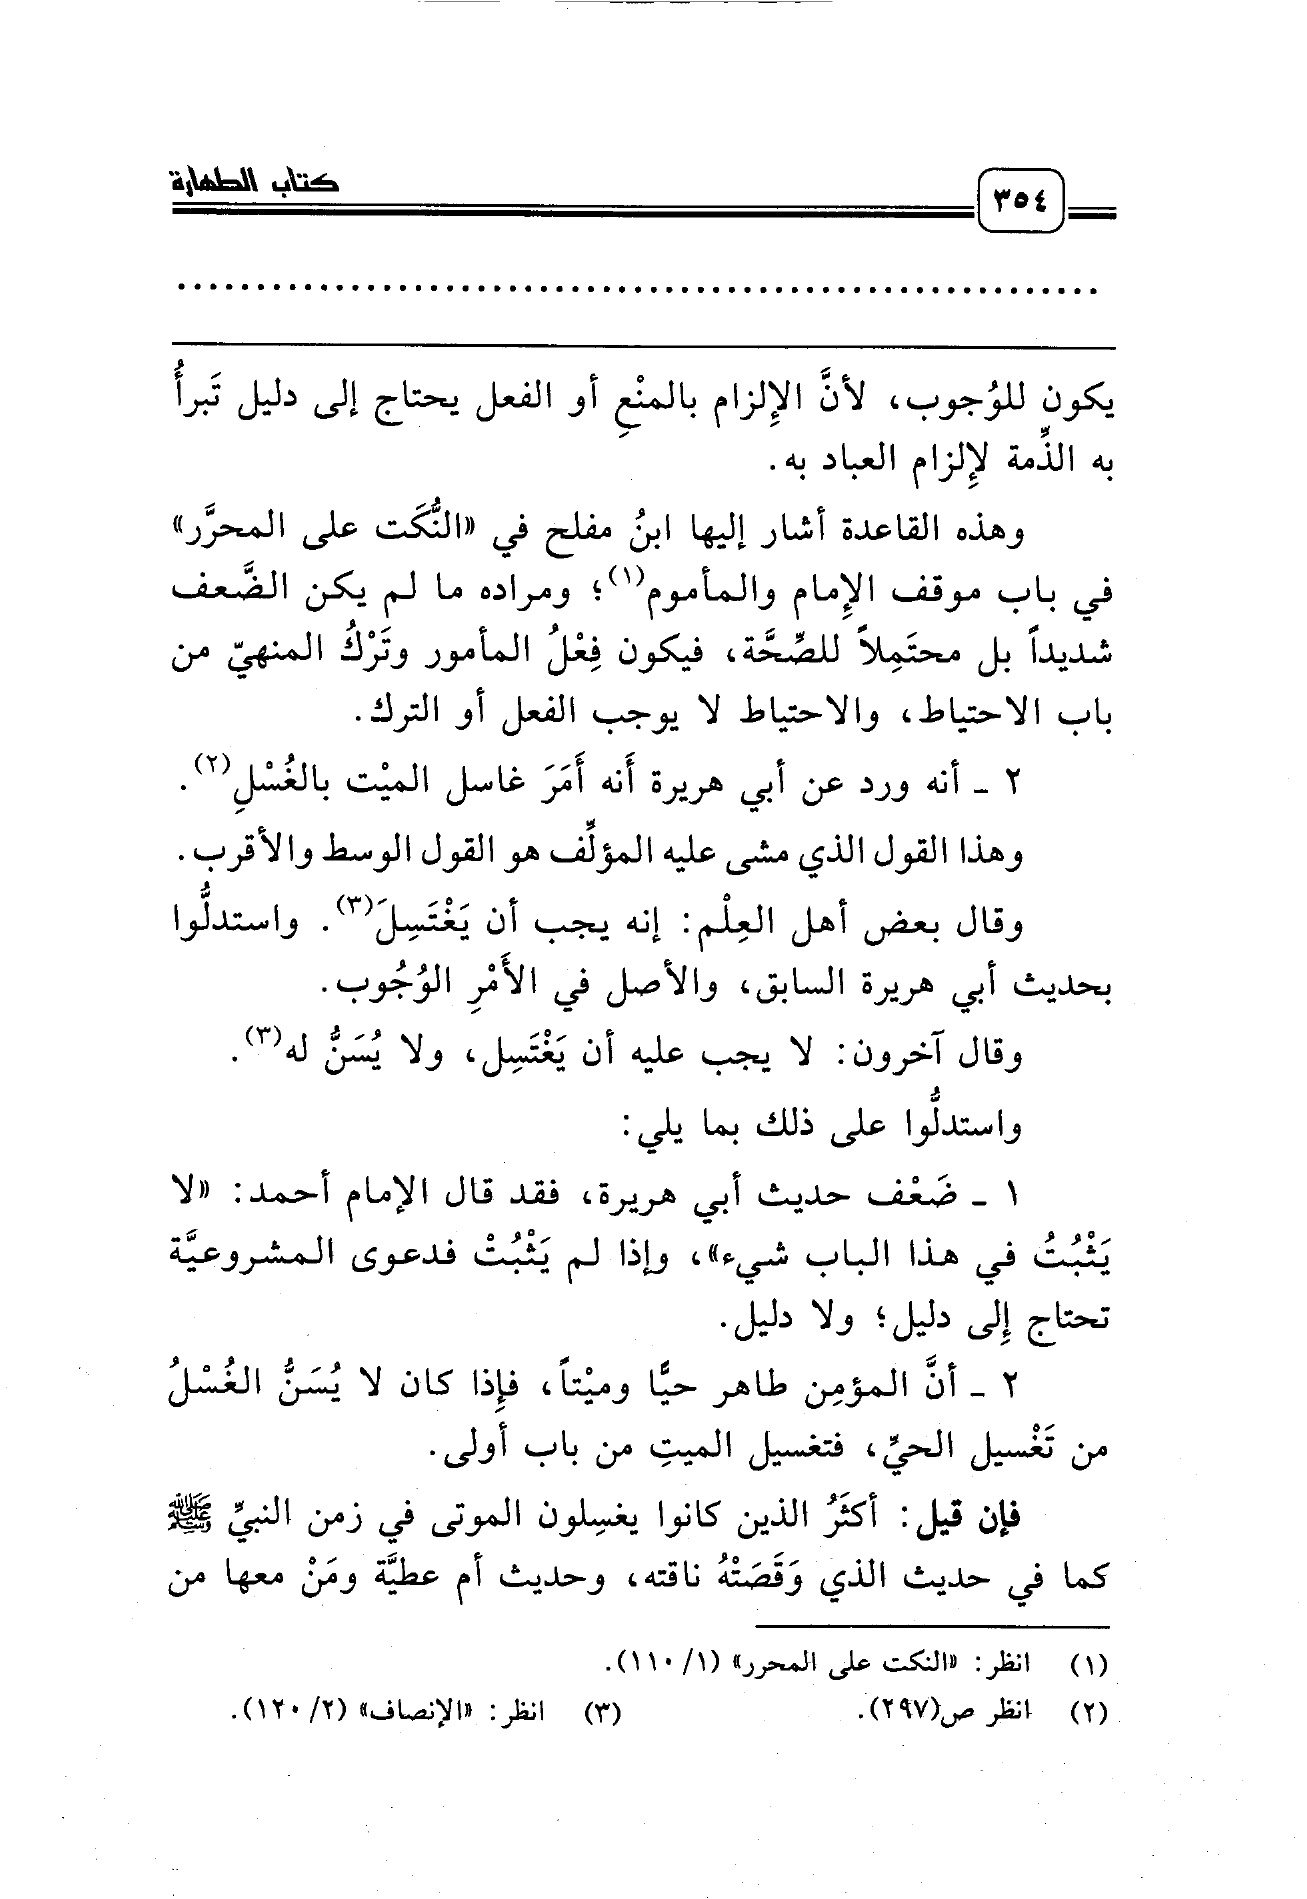 كتاب الطهارة
٣٥٤
يكون للوُجوب، لأنَّ الإِلزام بالمنْعِ أو الفعل يحتاج إلى دليل تَبرأُ
به الذِّمة لإِلزام العباد به.
وهذه القاعدة أشار إليها ابنُ مفلح في «النُّكَت على المحرَّر»
في باب موقف الإِمام والمأموم(١)؛ ومراده ما لم يكن الضَّعف
شديداً بل محتَمِلاً للصِّحَّة، فيكون فِعْلُ المأمور وتَرْكُ المنهيّ من
باب الاحتياط، والاحتياط لا يوجب الفعل أو الترك.
٢ ـ أنه ورد عن أبي هريرة أَنه أَمَرَ غاسل الميْت بالغُسْلِ(٢).
وهذا القول الذي مشى عليه المؤلِّف هو القول الوسط والأقرب.
وقال بعض أهل العِلْم: إنه يجب أن يَغْتَسِلَ(٣). واستدلُّوا
بحديث أبي هريرة السابق، والأصل في الأَمْرِ الوُجُوب.
وقال آخرون: لا يجب عليه أن يَغْتَسِل، ولا يُسَنُّ له(٣).
واستدلُّوا على ذلك بما يلي:
١ ـ ضَعْف حديث أبي هريرة، فقد قال الإمام أحمد: «لا
يَثْبُتُ في هذا الباب شيء»، وإذا لم يَثْبُتْ فدعوى المشروعيَّة
تحتاج إِلى دليل؛ ولا دليل.
٢ ـ أنَّ المؤمِن طاهر حيًّا وميْتاً، فإِذا كان لا يُسَنُّ الغُسْلُ
من تَغْسيل الحيِّ، فتغسيل الميتِ من باب أولى.
فإن قيل: أكثَرُ الذين كانوا يغسِلون الموتى في زمن النبيِّ ﷺ
كما في حديث الذي وَقَصَتْهُ ناقته، وحديث أم عطيَّة ومَنْ معها من
(١) انظر: «النكت على المحرر» (١/ ١١٠).
(٢) انظر ص(٢٩٧). (٣) انظر: «الإنصاف» (٢/ ١٢٠).